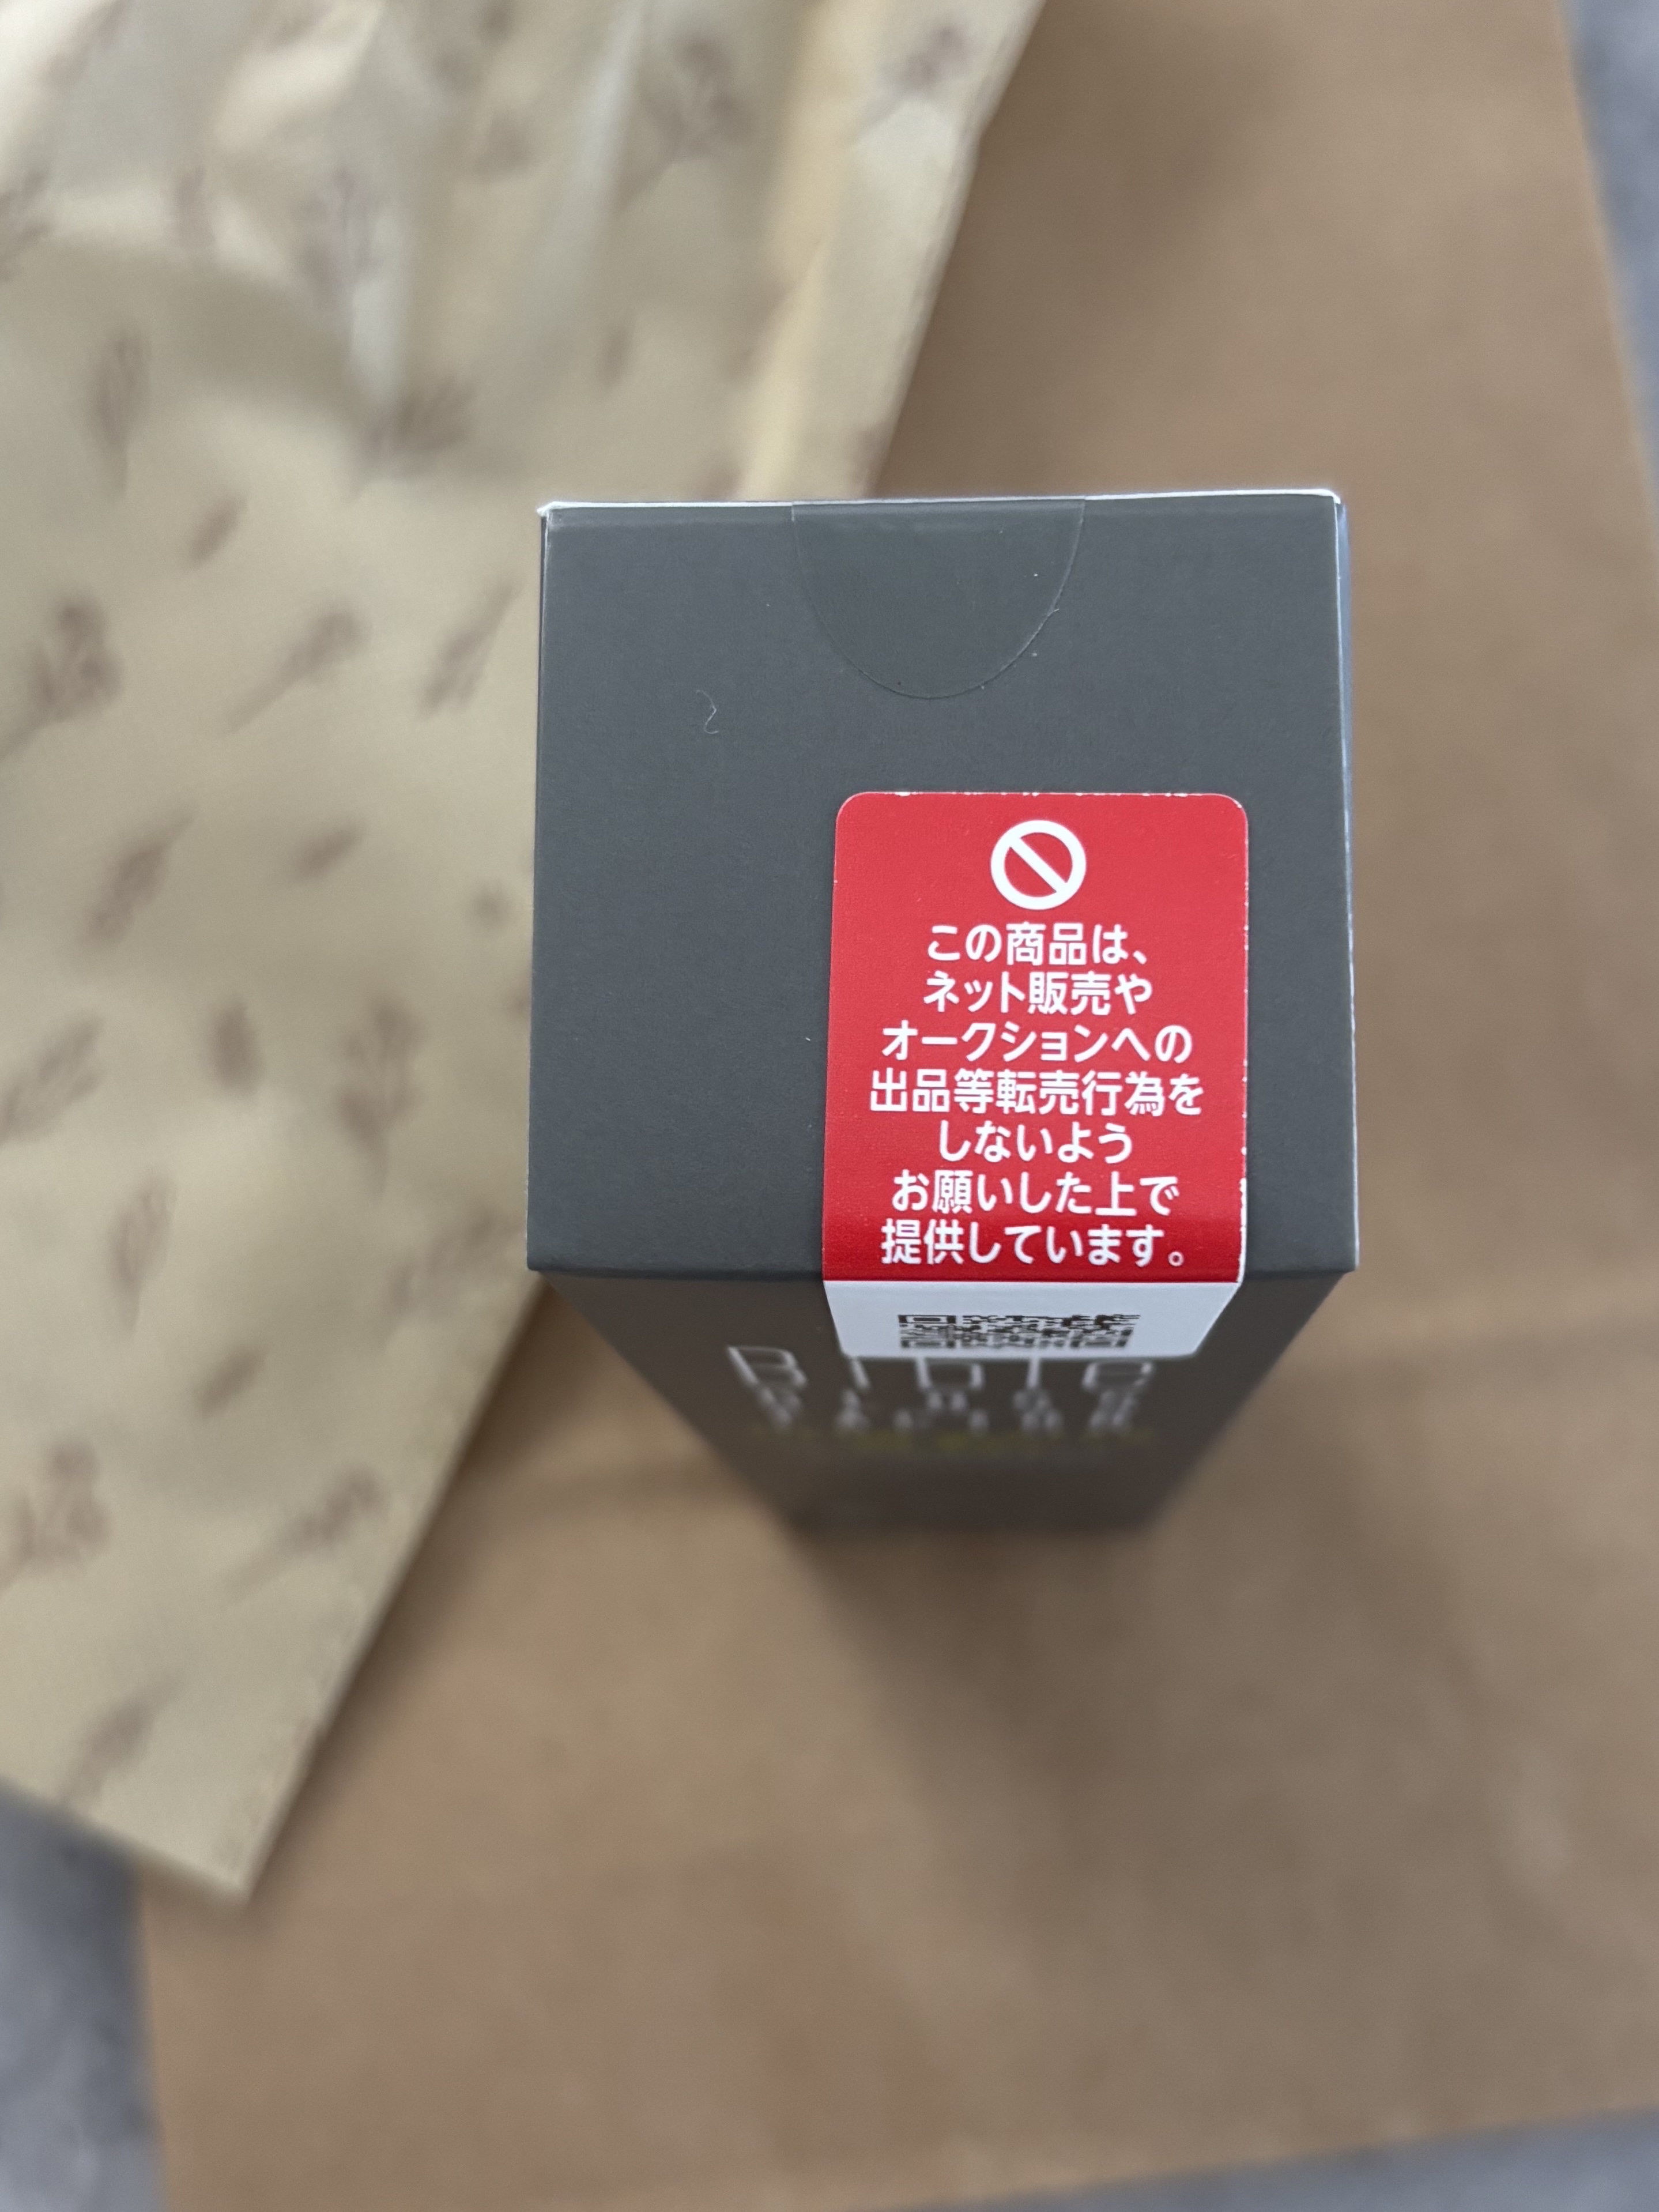 この商品は、
ネット販売や
オークションへの
出品等転売行為を
しないよう
お願いした上で
提供しています。